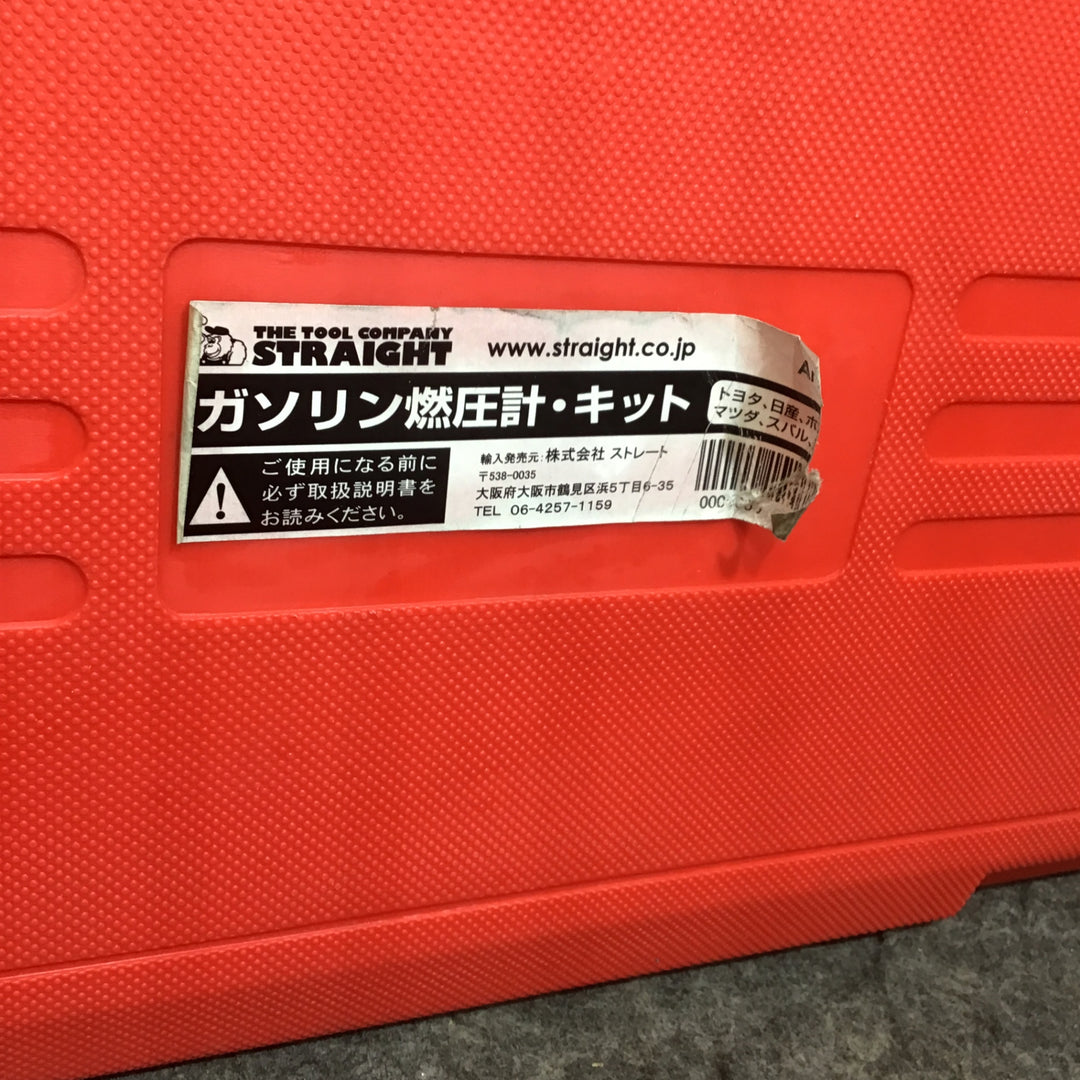 THE TOOL COMPANY
STRAIGHT
www.straight.co.jp
ガソリン燃圧計・キット
トヨタ、日産、ホ
マツダ、スバル、
ご使用になる前に
必ず取扱説明書を
お読みください。
輸入発売元:株式会社 ストレート
〒538-0035
大阪府大阪市鶴見区浜5丁目6-35
TEL 06-4257-1159